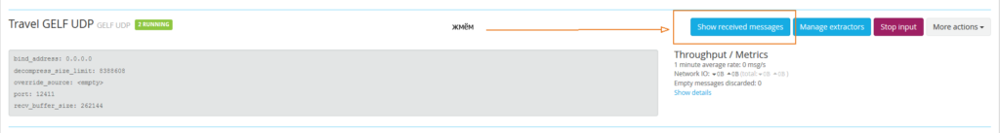 Travel GELF UDP GELF UDP 2 RUNNING
жмём
Show received messages Manage extractors Stop input More actions
bind_address: 0.0.0.0
decompress_size_limit: 8388608
override_source: <empty>
port: 12411
recv_buffer_size: 262144
Throughput / Metrics
1 minute average rate: 0 msg/s
Network IO: 0B 0B (total: 0B 0B )
Empty messages discarded: 0
Show details